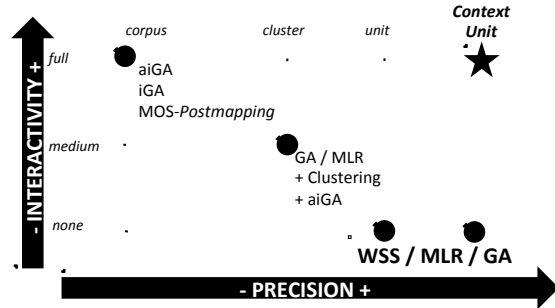 Context
Unit
corpus
cluster
unit
full
aiGA
iGA
MOS-Postmapping
- INTERACTIVITY +
medium
GA / MLR
+ Clustering
+ aiGA
none
WSS / MLR / GA
- PRECISION +